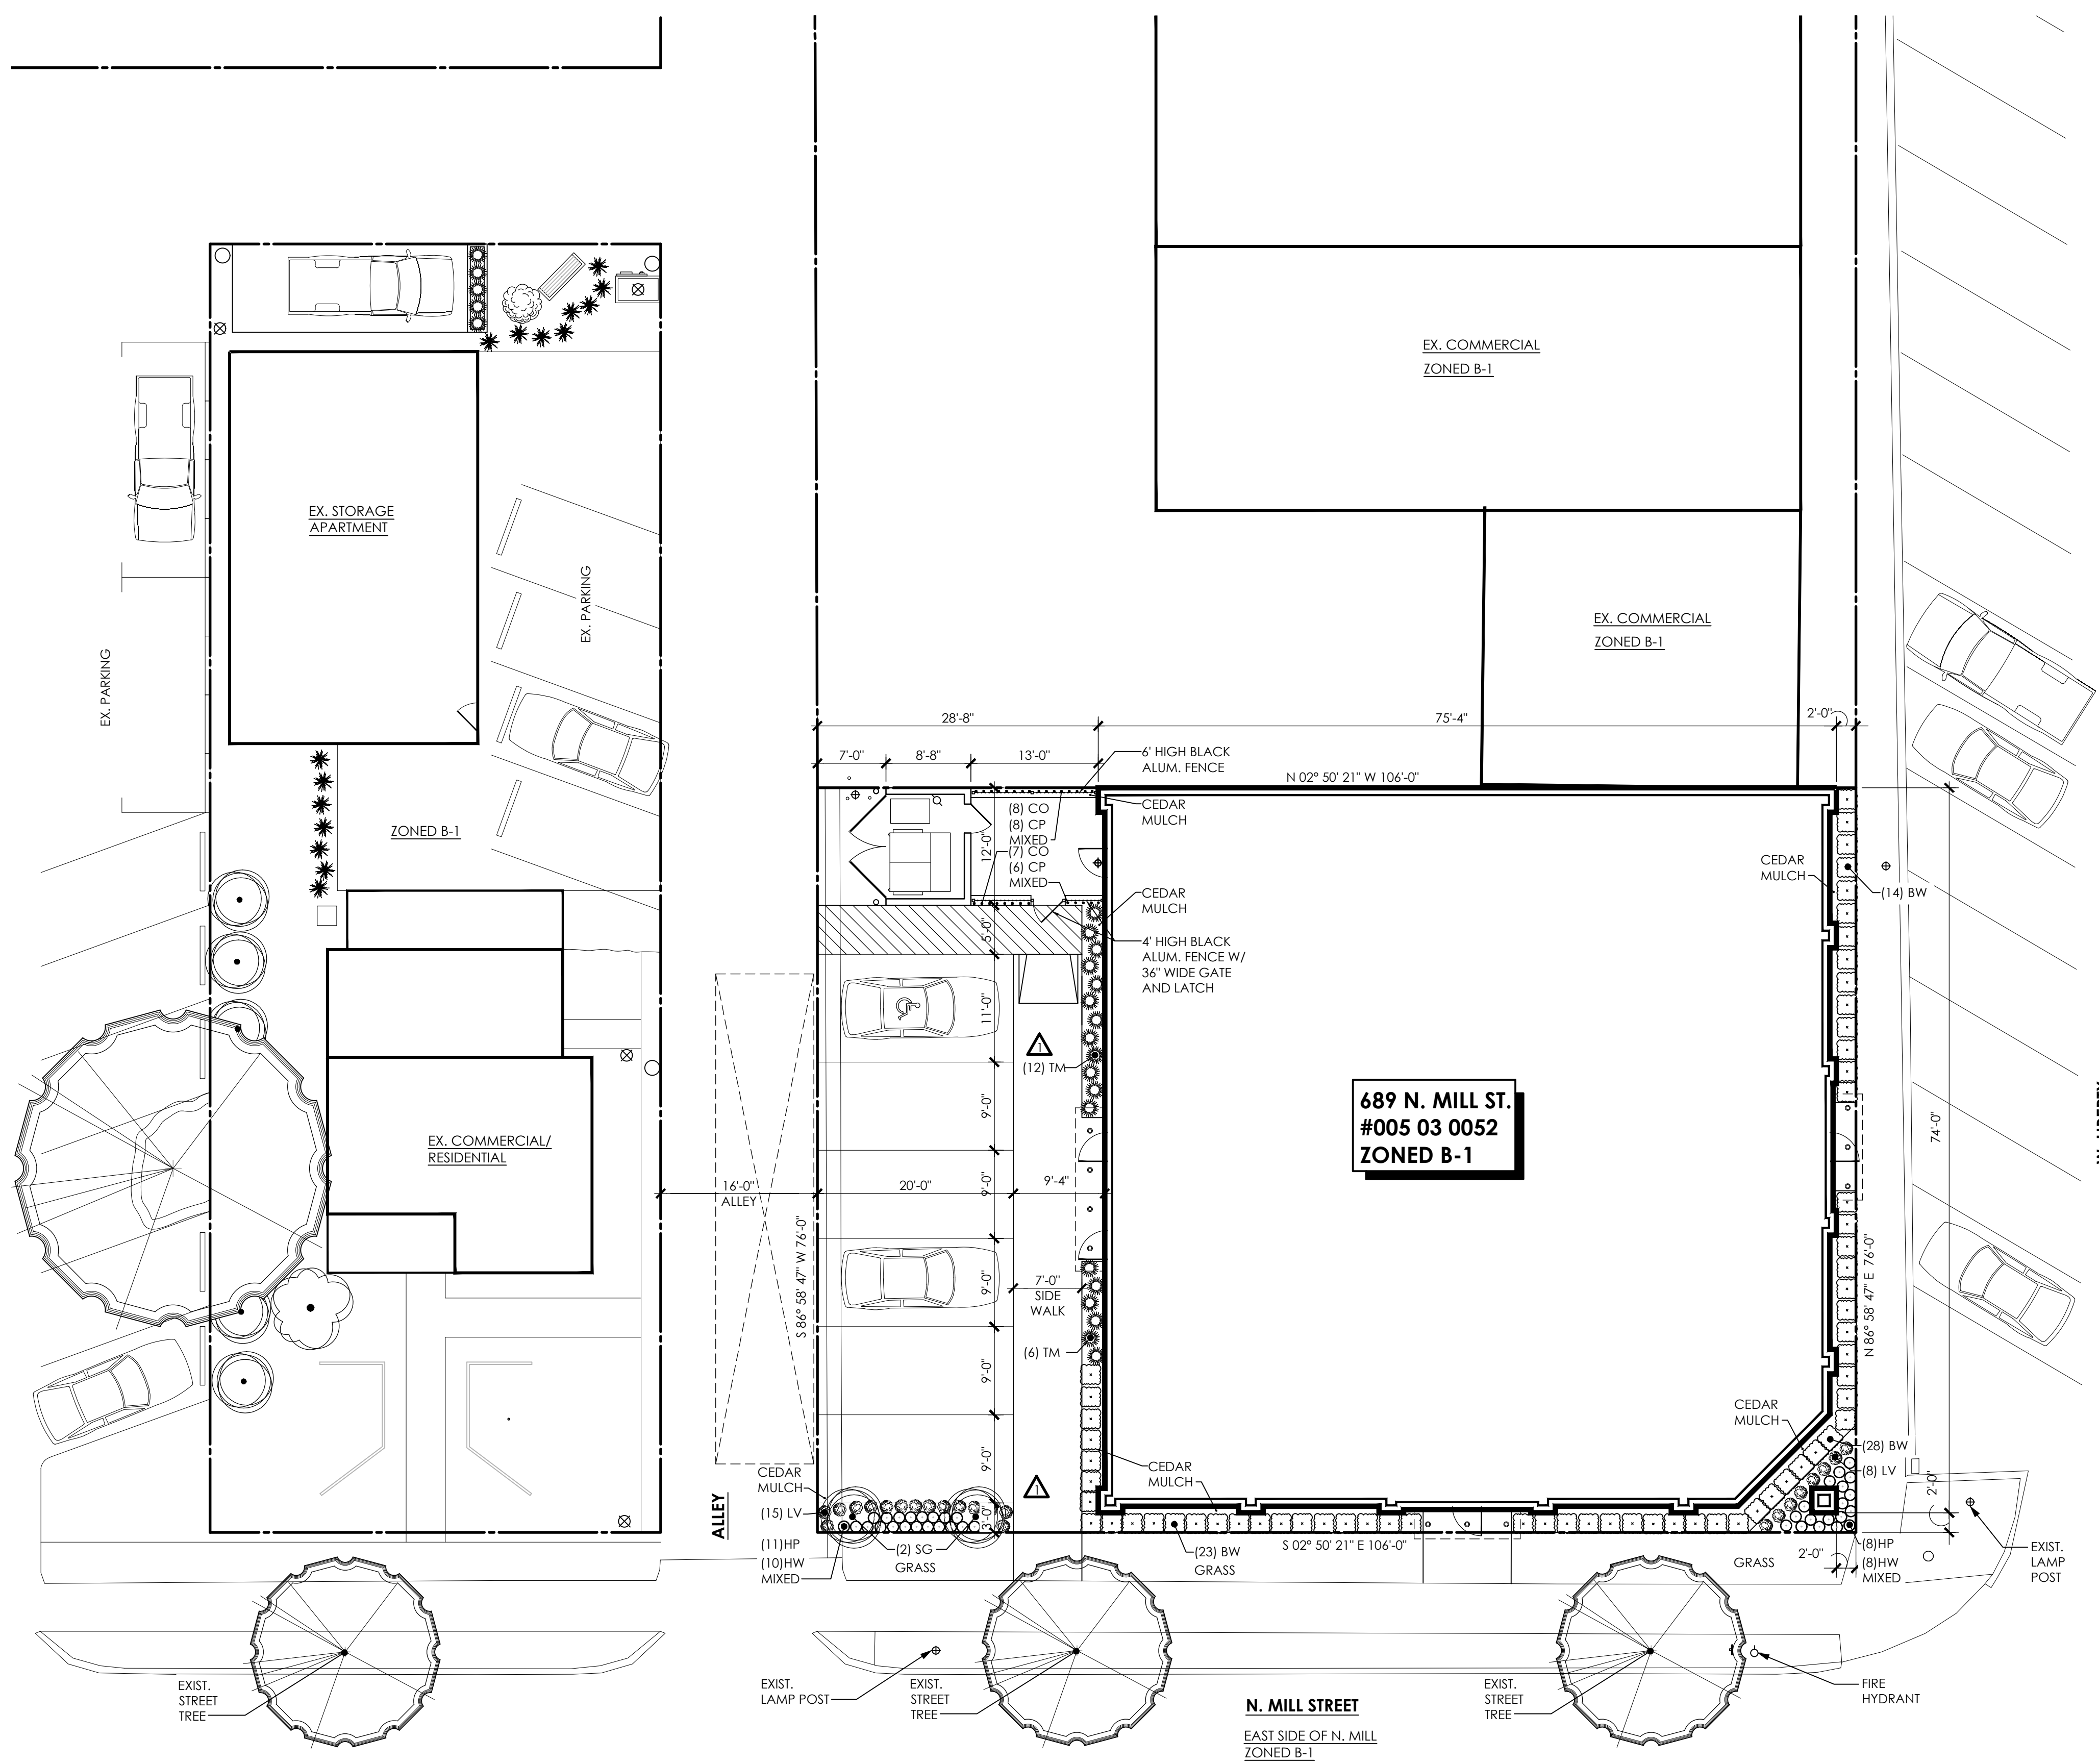 EX. COMMERCIAL
ZONED B-1
EX. STORAGE
APARTMENT
EX. PARKING
EX. PARKING
EX. COMMERCIAL
ZONED B-1
28'-8"
75'-4"
2'-0"
7'-0"
8'-8"
13'-0"
6' HIGH BLACK
ALUM. FENCE
N 02° 50' 21" W 106'-0"
CEDAR
MULCH
(8) CO
(8) CP
MIXED
(7) CO
(6) CP
MIXED
12'-0"
ZONED B-1
CEDAR
MULCH
(14) BW
CEDAR
MULCH
5'-0"
4' HIGH BLACK
ALUM. FENCE W/
36" WIDE GATE
AND LATCH
11'-0"
1
(12) TM
9'-0"
689 N. MILL ST.
#005 03 0052
ZONED B-1
74'-0"
EX. COMMERCIAL/
RESIDENTIAL
16'-0"
ALLEY
20'-0"
9'-0"
9'-4"
S 86° 58' 47" W 76'-0"
N 86° 58' 47" E 76'-0"
9'-0"
7'-0"
SIDE
WALK
(6) TM
9'-0"
CEDAR
MULCH
9'-0"
(28) BW
(8) LV
2'-0"
CEDAR
MULCH
CEDAR
MULCH
1
ALLEY
(15) LV
3'-0"
(11)HP
(10)HW
MIXED
(2) SG
GRASS
(23) BW
GRASS
S 02° 50' 21" E 106'-0"
GRASS
2'-0"
(8)HP
(8)HW
MIXED
EXIST.
LAMP
POST
EXIST.
STREET
TREE
EXIST.
LAMP POST
EXIST.
STREET
TREE
EXIST.
STREET
TREE
FIRE
HYDRANT
N. MILL STREET
EAST SIDE OF N. MILL
ZONED B-1